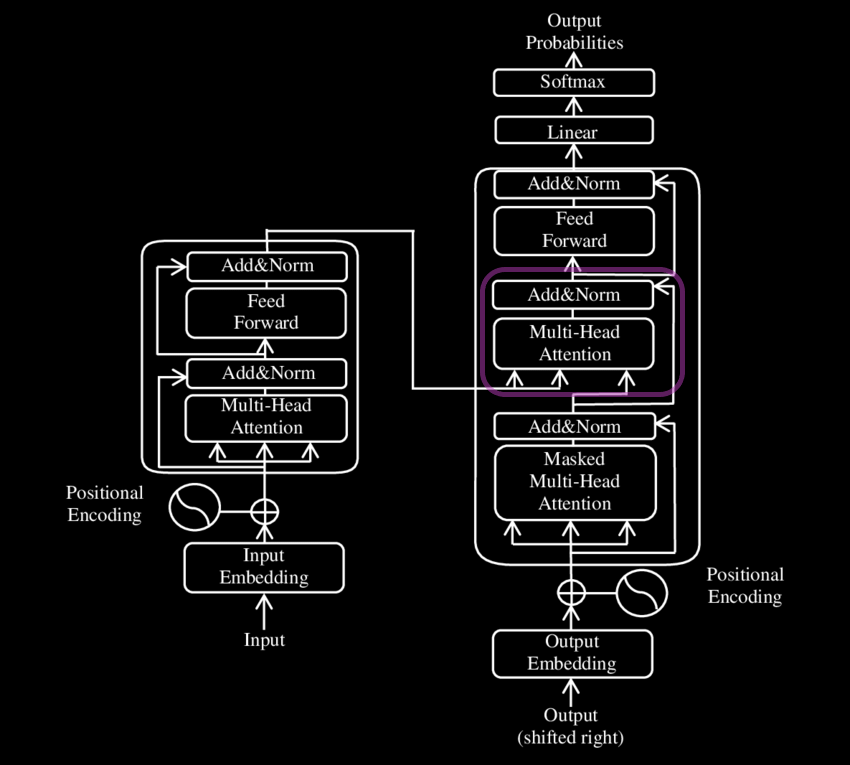 Output
Probabilities
Softmax
Linear
Add&Norm
Feed
Forward
Add&Norm
Multi-Head
Attention
Add&Norm
Masked
Multi-Head
Attention
Positional
Encoding
Output
Embedding
Output
(shifted right)
Add&Norm
Feed
Forward
Add&Norm
Multi-Head
Attention
Positional
Encoding
Input
Embedding
Input